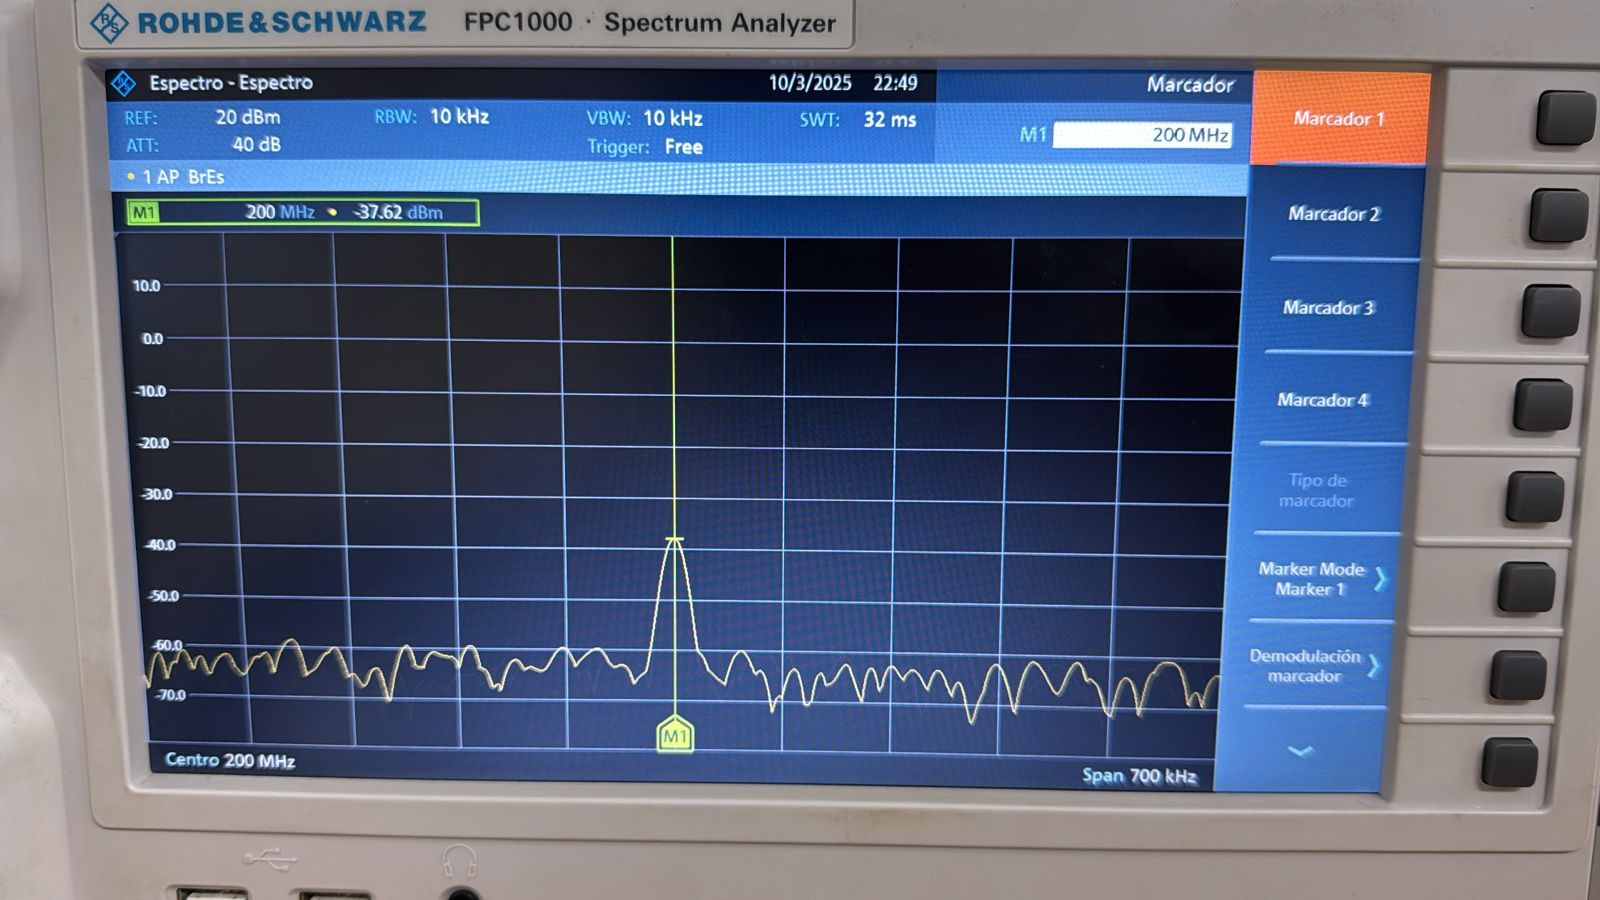 ROHDE&SCHWARZ FPC1000 · Spectrum Analyzer
Espectro - Espectro 10/3/2025 22:49 Marcador
REF: 20 dBm RBW: 10 kHz VBW: 10 kHz SWT: 32 ms
ATT: 40 dB Trigger: Free
M1 200 MHz
1 AP BrEs
M1 200 MHz • -37.62 dBm
10.0
0.0
-10.0
-20.0
-30.0
-40.0
-50.0
-60.0
-70.0
M1
Centro 200 MHz Span 700 kHz
Marcador 1
Marcador 2
Marcador 3
Marcador 4
Tipo de
marcador
Marker Mode
Marker 1
Demodulación
marcador